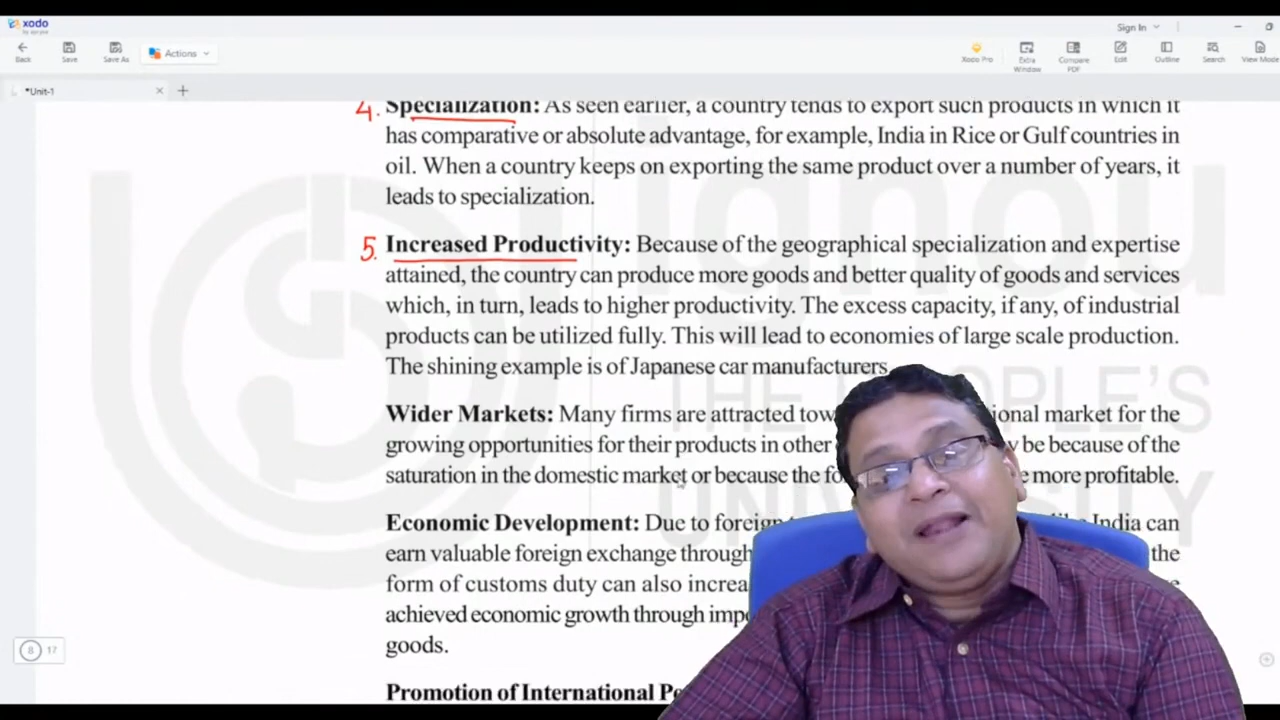 xodo
Sign In
Back
Save
Save As
Actions
Xodo Pro
Extra Window
Compare PDF
Edit
Outline
Search
View Mode
*Unit-1
4. Specialization: As seen earlier, a country tends to export such products in which it
has comparative or absolute advantage, for example, India in Rice or Gulf countries in
oil. When a country keeps on exporting the same product over a number of years, it
leads to specialization.
5. Increased Productivity: Because of the geographical specialization and expertise
attained, the country can produce more goods and better quality of goods and services
which, in turn, leads to higher productivity. The excess capacity, if any, of industrial
products can be utilized fully. This will lead to economies of large scale production.
The shining example is of Japanese car manufacturers
Wider Markets: Many firms are attracted market for the
growing opportunities for their products in other be because of the
saturation in the domestic market or because the more profitable.
Economic Development: Due to foreign India can
earn valuable foreign exchange through the
form of customs duty can also
achieved economic growth through
goods.
Promotion of International
8 17
ignou
THE PEOPLE'S
UNIVERSITY